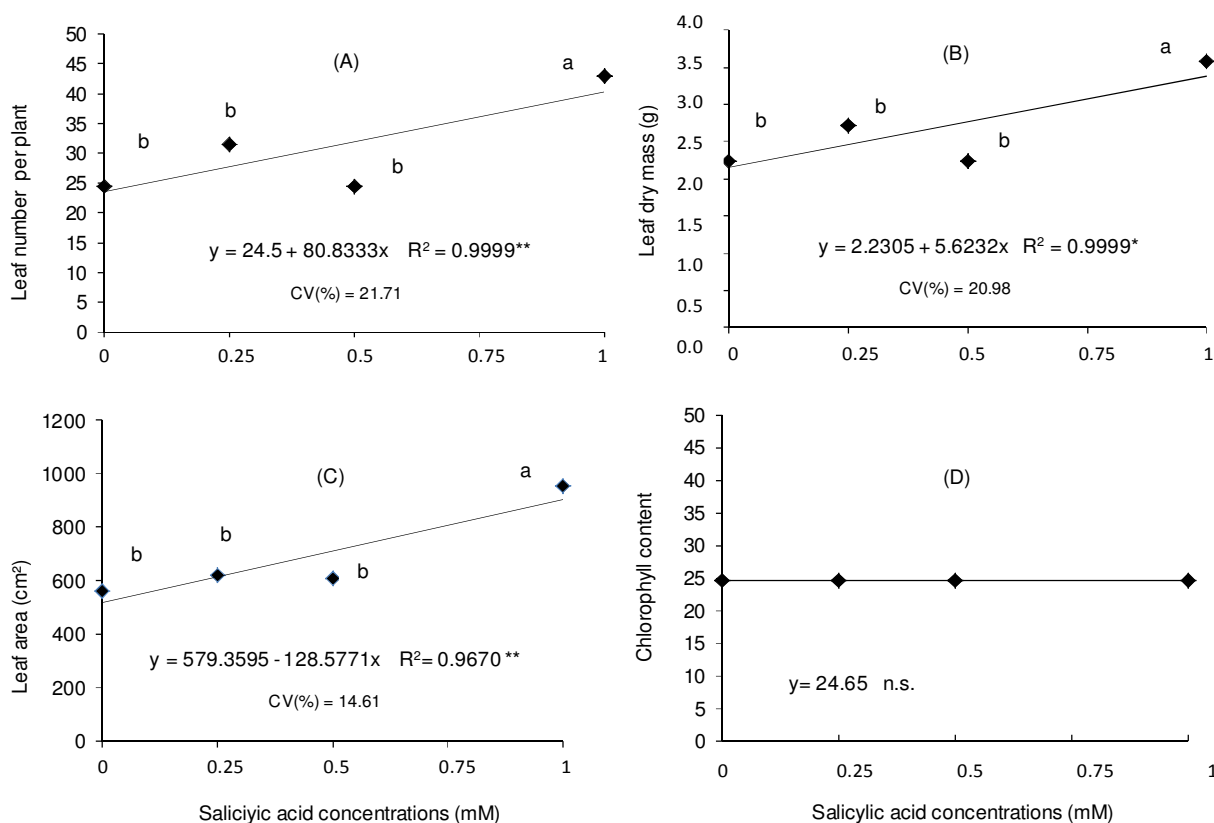 (A)
Leaf number per plant
50
45
40
35
30
25
20
15
10
5
0
b
b
b
a
y = 24.5 + 80.8333x R² = 0.9999**
CV(%) = 21.71
0 0.25 0.5 0.75 1
(B)
Leaf dry mass (g)
4.0
3.5
3.0
2.5
2.0
1.5
1.0
0.5
0.0
b
b
b
a
y = 2.2305 + 5.6232x R² = 0.9999*
CV(%) = 20.98
0 0.25 0.5 0.75 1
(C)
Leaf area (cm²)
1200
1000
800
600
400
200
0
b
b
b
a
y = 579.3595 - 128.5771x R²= 0.9670 **
CV(%) = 14.61
0 0.25 0.5 0.75 1
Saliciyic acid concentrations (mM)
(D)
Chlorophyll content
50
45
40
35
30
25
20
15
10
5
0
y= 24.65 n.s.
0 0.25 0.5 0.75 1
Salicylic acid concentrations (mM)